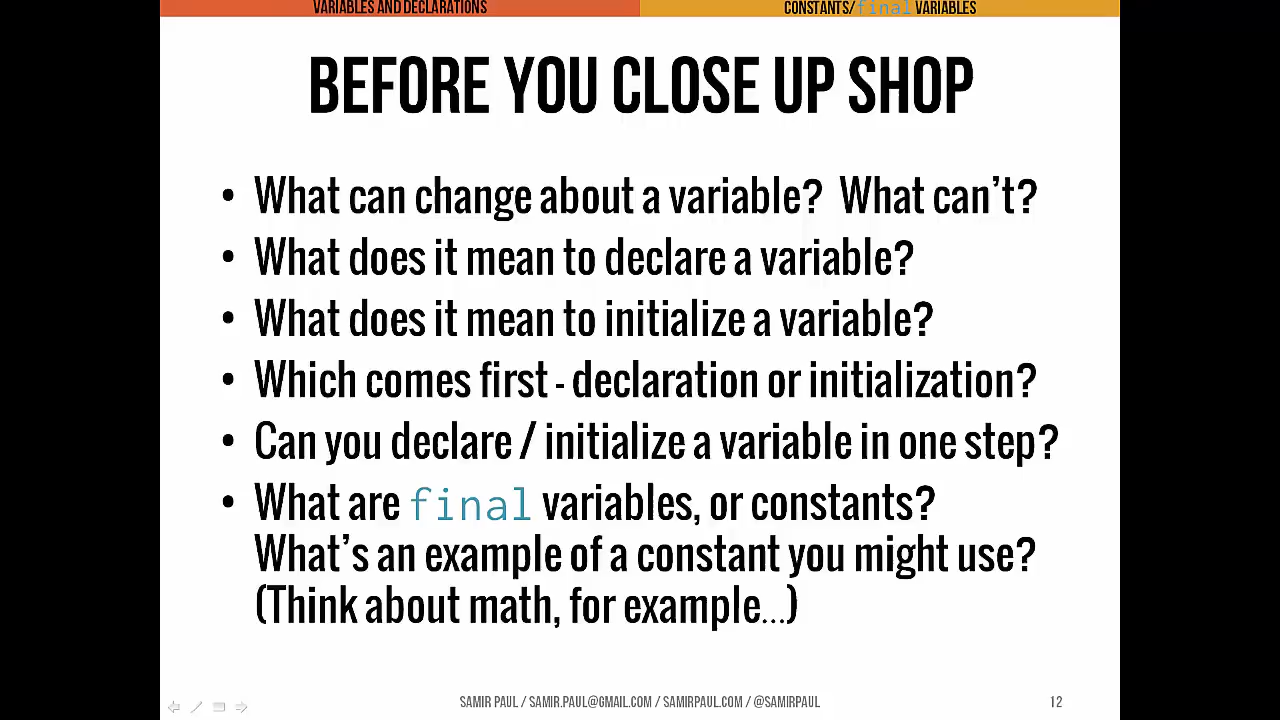 VARIABLES AND DECLARATIONS
CONSTANTS/final VARIABLES
BEFORE YOU CLOSE UP SHOP
• What can change about a variable?  What can’t?
• What does it mean to declare a variable?
• What does it mean to initialize a variable?
• Which comes first - declaration or initialization?
• Can you declare / initialize a variable in one step?
• What are final variables, or constants?
What’s an example of a constant you might use?
(Think about math, for example…)
SAMIR PAUL / SAMIR.PAUL@GMAIL.COM / SAMIRPAUL.COM / @SAMIRPAUL
12